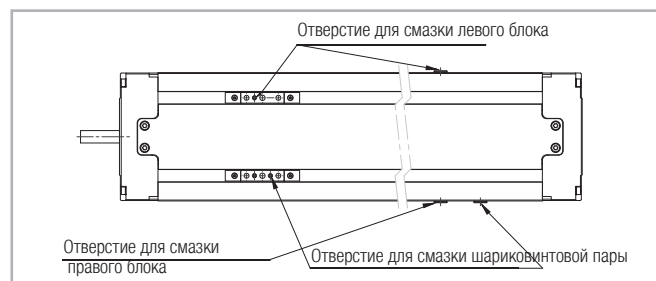 Отверстие для смазки левого блока
Отверстие для смазки
правого блока
Отверстие для смазки шариковинтовой пары